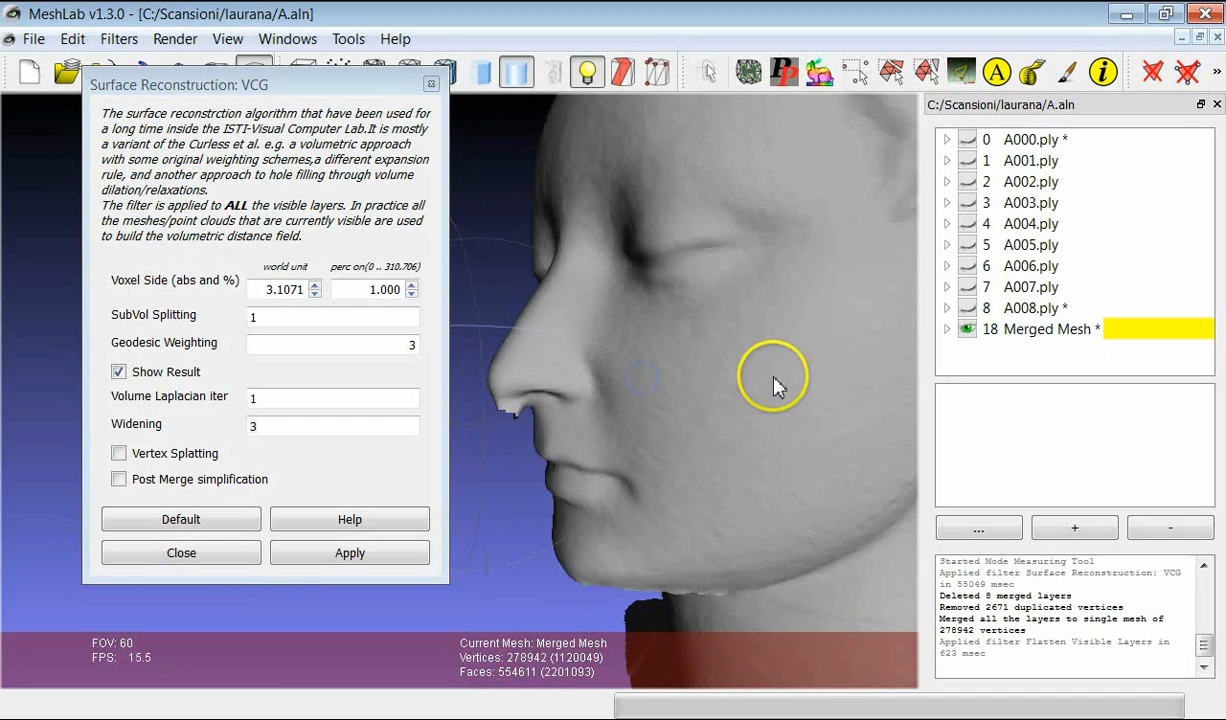 MeshLab v1.3.0 - [C:/Scansioni/laurana/A.aln]
File Edit Filters Render View Windows Tools Help
Surface Reconstruction: VCG
The surface reconstrction algorithm that have been used for
a long time inside the ISTI-Visual Computer Lab.It is mostly
a variant of the Curless et al. e.g. a volumetric approach
with some original weighting schemes,a different expansion
rule, and another approach to hole filling through volume
dilation/relaxations.
The filter is applied to ALL the visible layers. In practice all
the meshes/point clouds that are currently visible are used
to build the volumetric distance field.
world unit perc on(0 .. 310.706)
Voxel Side (abs and %) 3.1071 1.000
SubVol Splitting 1
Geodesic Weighting 3
Show Result
Volume Laplacian iter 1
Widening 3
Vertex Splatting
Post Merge simplification
Default Help
Close Apply
FOV: 60
FPS: 15.5
Current Mesh: Merged Mesh
Vertices: 278942 (1120049)
Faces: 554611 (2201093)
C:/Scansioni/laurana/A.aln
0 A000.ply *
1 A001.ply
2 A002.ply
3 A003.ply
4 A004.ply
5 A005.ply
6 A006.ply
7 A007.ply
8 A008.ply *
18 Merged Mesh *
... + -
Started Mode Measuring Tool
Applied filter Surface Reconstruction: VCG
in 55049 msec
Deleted 8 merged layers
Removed 2671 duplicated vertices
Merged all the layers to single mesh of
278942 vertices
Applied filter Flatten Visible Layers in
623 msec